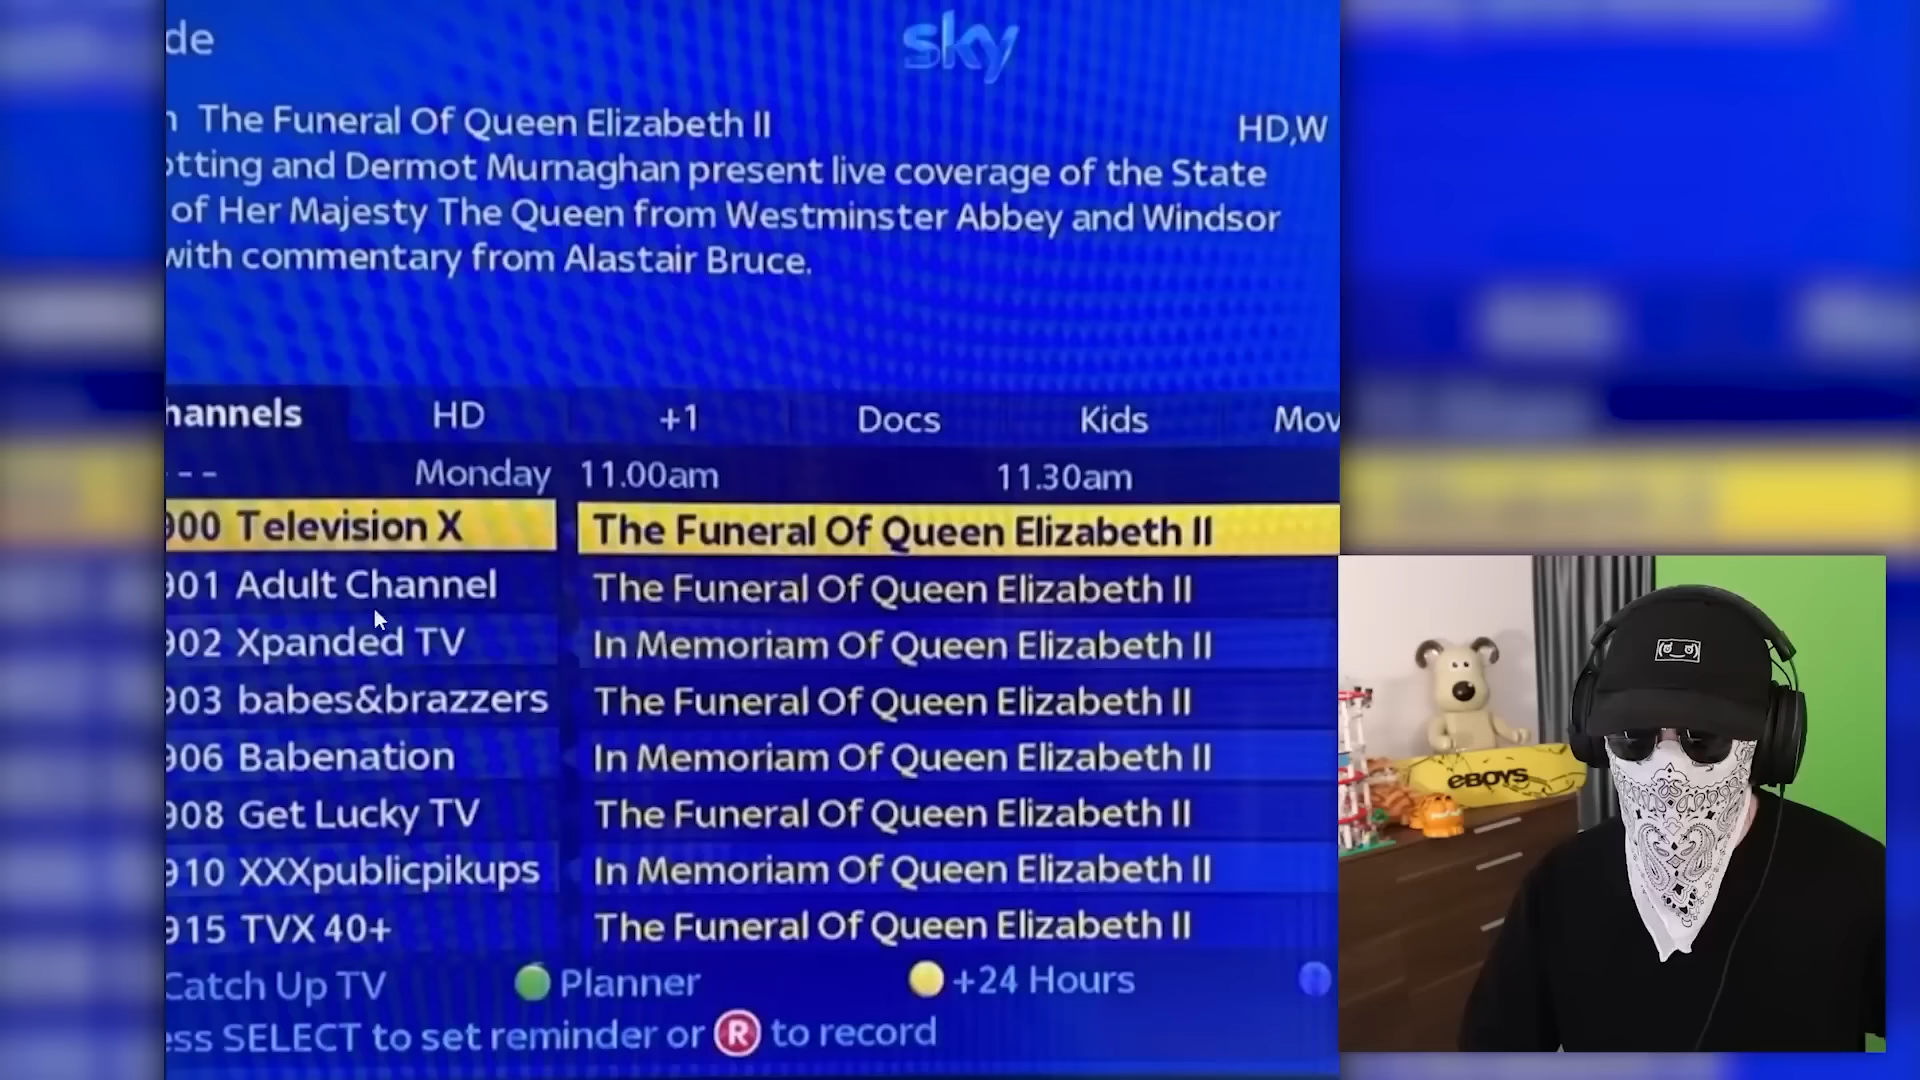 de
sky
The Funeral Of Queen Elizabeth II
HD,W
otting and Dermot Murnaghan present live coverage of the State
of Her Majesty The Queen from Westminster Abbey and Windsor
with commentary from Alastair Bruce.
hannels HD +1 Docs Kids Mov
--- Monday 11.00am 11.30am
900 Television X The Funeral Of Queen Elizabeth II
901 Adult Channel The Funeral Of Queen Elizabeth II
902 Xpanded TV In Memoriam Of Queen Elizabeth II
903 babes&brazzers The Funeral Of Queen Elizabeth II
906 Babenation In Memoriam Of Queen Elizabeth II
908 Get Lucky TV The Funeral Of Queen Elizabeth II
910 XXXpublicpikups In Memoriam Of Queen Elizabeth II
915 TVX 40+ The Funeral Of Queen Elizabeth II
Catch Up TV Planner +24 Hours
ess SELECT to set reminder or R to record
eBOYS